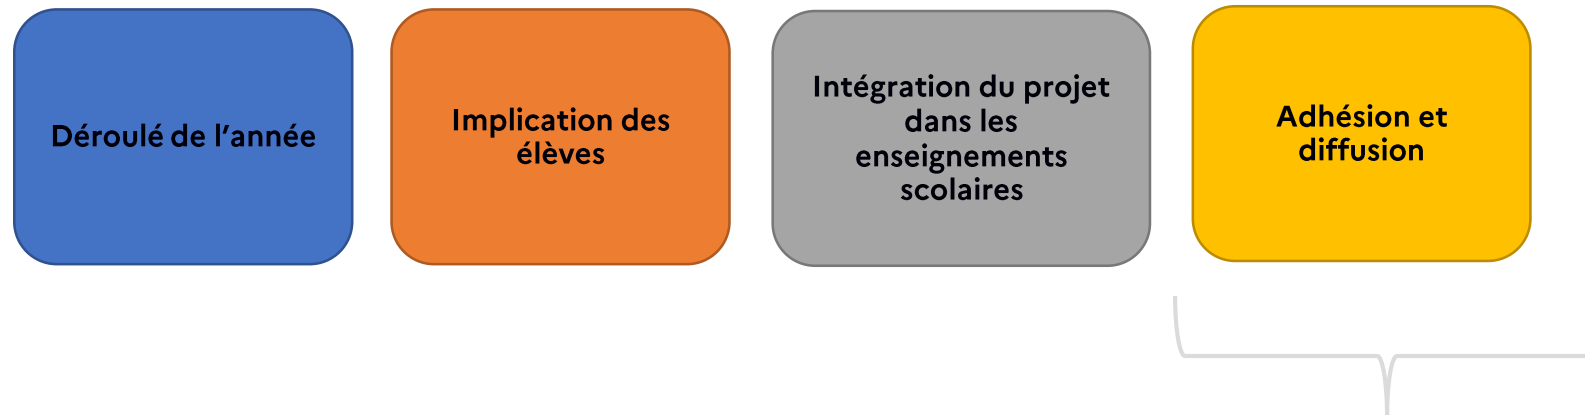 Déroulé de l’année
Implication des
élèves
Intégration du projet
dans les
enseignements
scolaires
Adhésion et
diffusion